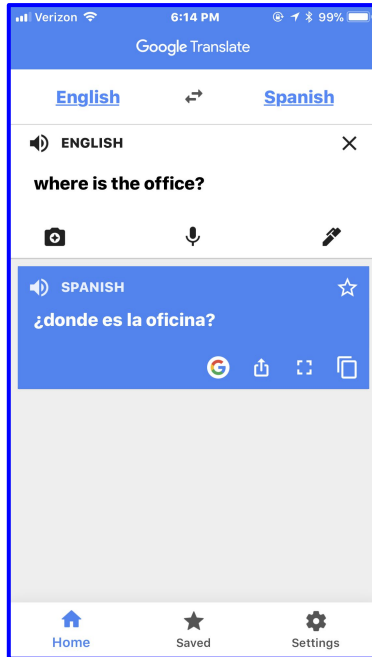 Verizon 6:14 PM 99%
Google Translate
English Spanish
ENGLISH
where is the office?
SPANISH
¿donde es la oficina?
G
Home Saved Settings